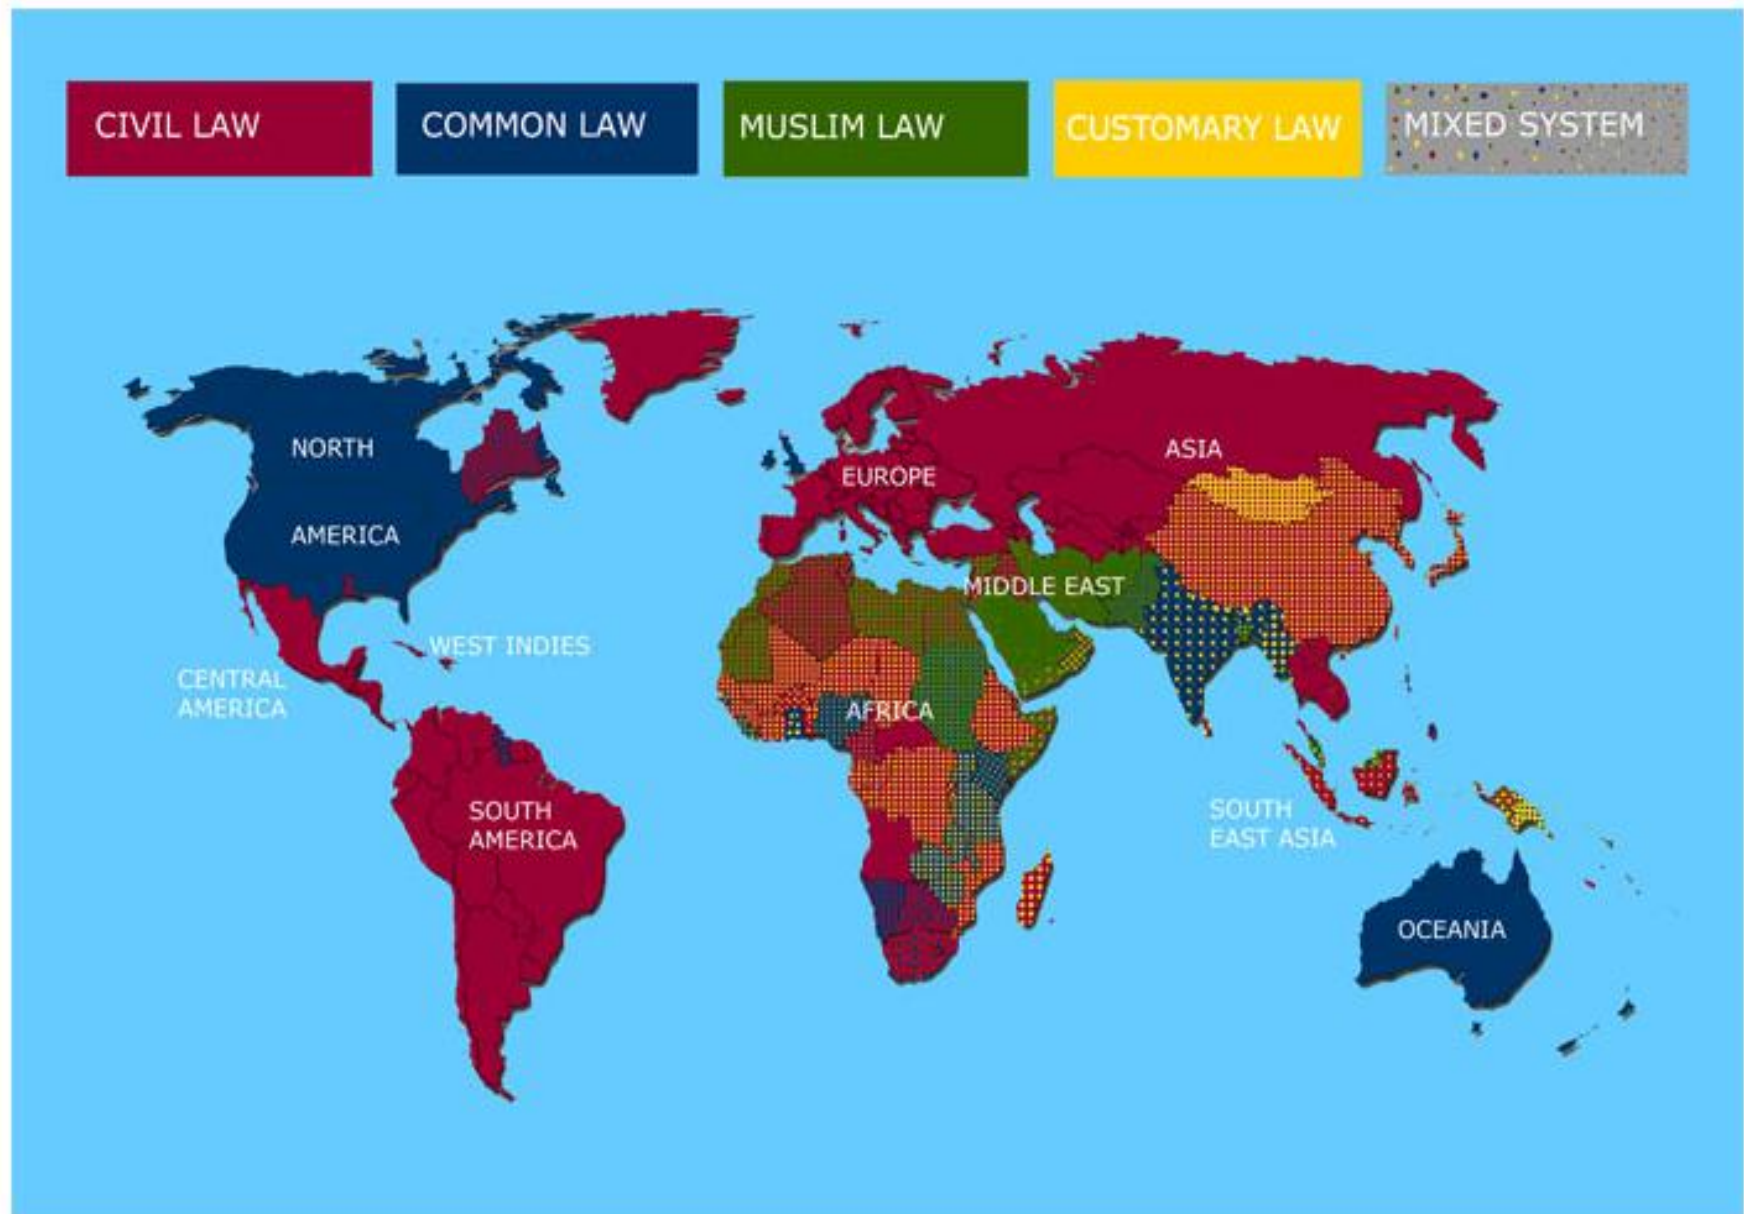 CIVIL LAW
COMMON LAW
MUSLIM LAW
CUSTOMARY LAW
MIXED SYSTEM
NORTH
AMERICA
WEST INDIES
CENTRAL
AMERICA
SOUTH
AMERICA
EUROPE
ASIA
MIDDLE EAST
AFRICA
SOUTH
EAST ASIA
OCEANIA